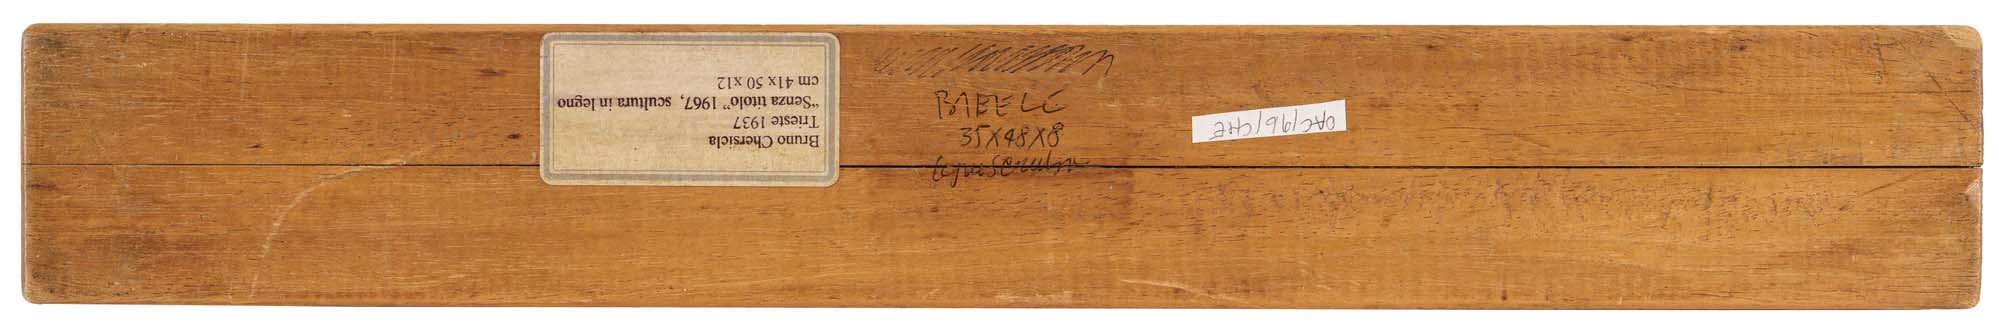 Bruno Chersicla
Trieste 1937
"Senza titolo" 1967, scultura in legno
cm 41x 50 x12
BABELE
35X48X8
OAC/96/CHE